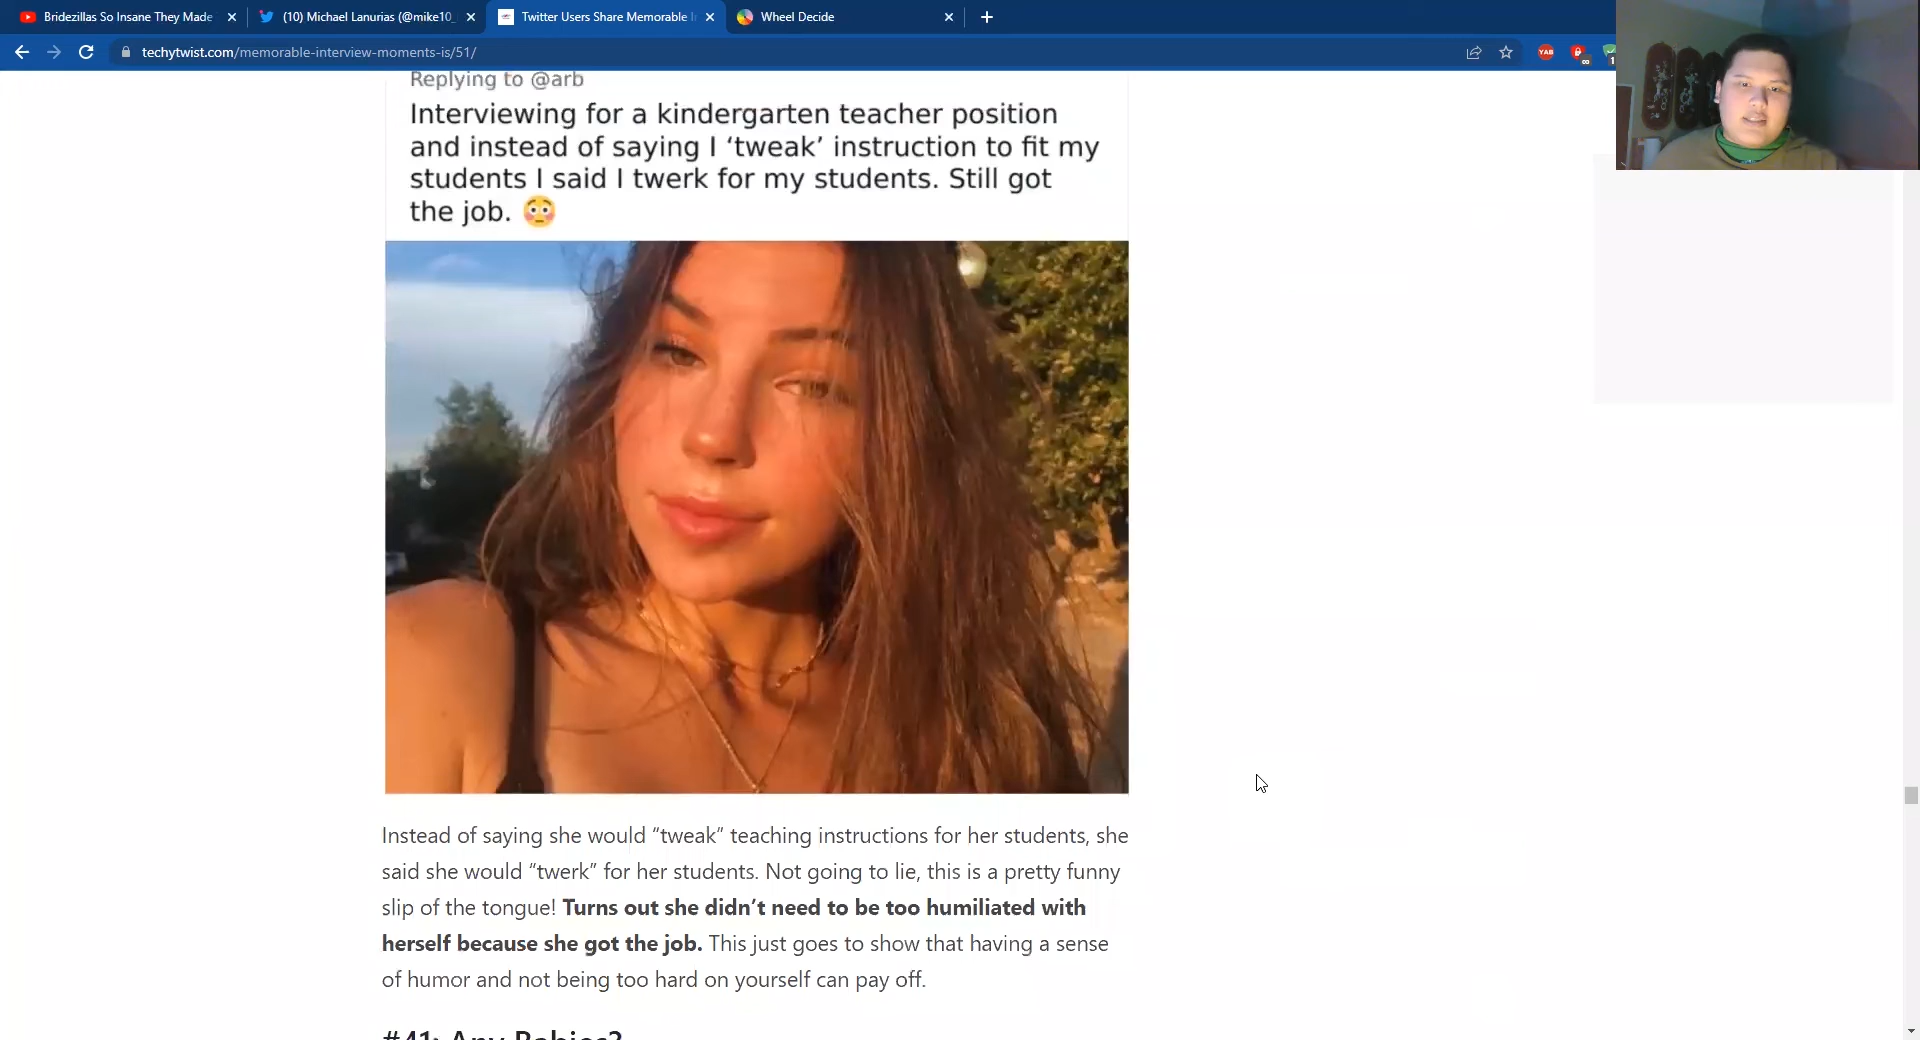 Bridezillas So Insane They Made
(10) Michael Lanurias (@mike10_
Twitter Users Share Memorable I
Wheel Decide
techytwist.com/memorable-interview-moments-is/51/
YAB
Replying to @arb
Interviewing for a kindergarten teacher position
and instead of saying I ‘tweak’ instruction to fit my
students I said I twerk for my students. Still got
the job. 😳
Instead of saying she would “tweak” teaching instructions for her students, she
said she would “twerk” for her students. Not going to lie, this is a pretty funny
slip of the tongue! Turns out she didn’t need to be too humiliated with
herself because she got the job. This just goes to show that having a sense
of humor and not being too hard on yourself can pay off.
#41: Any Babies?